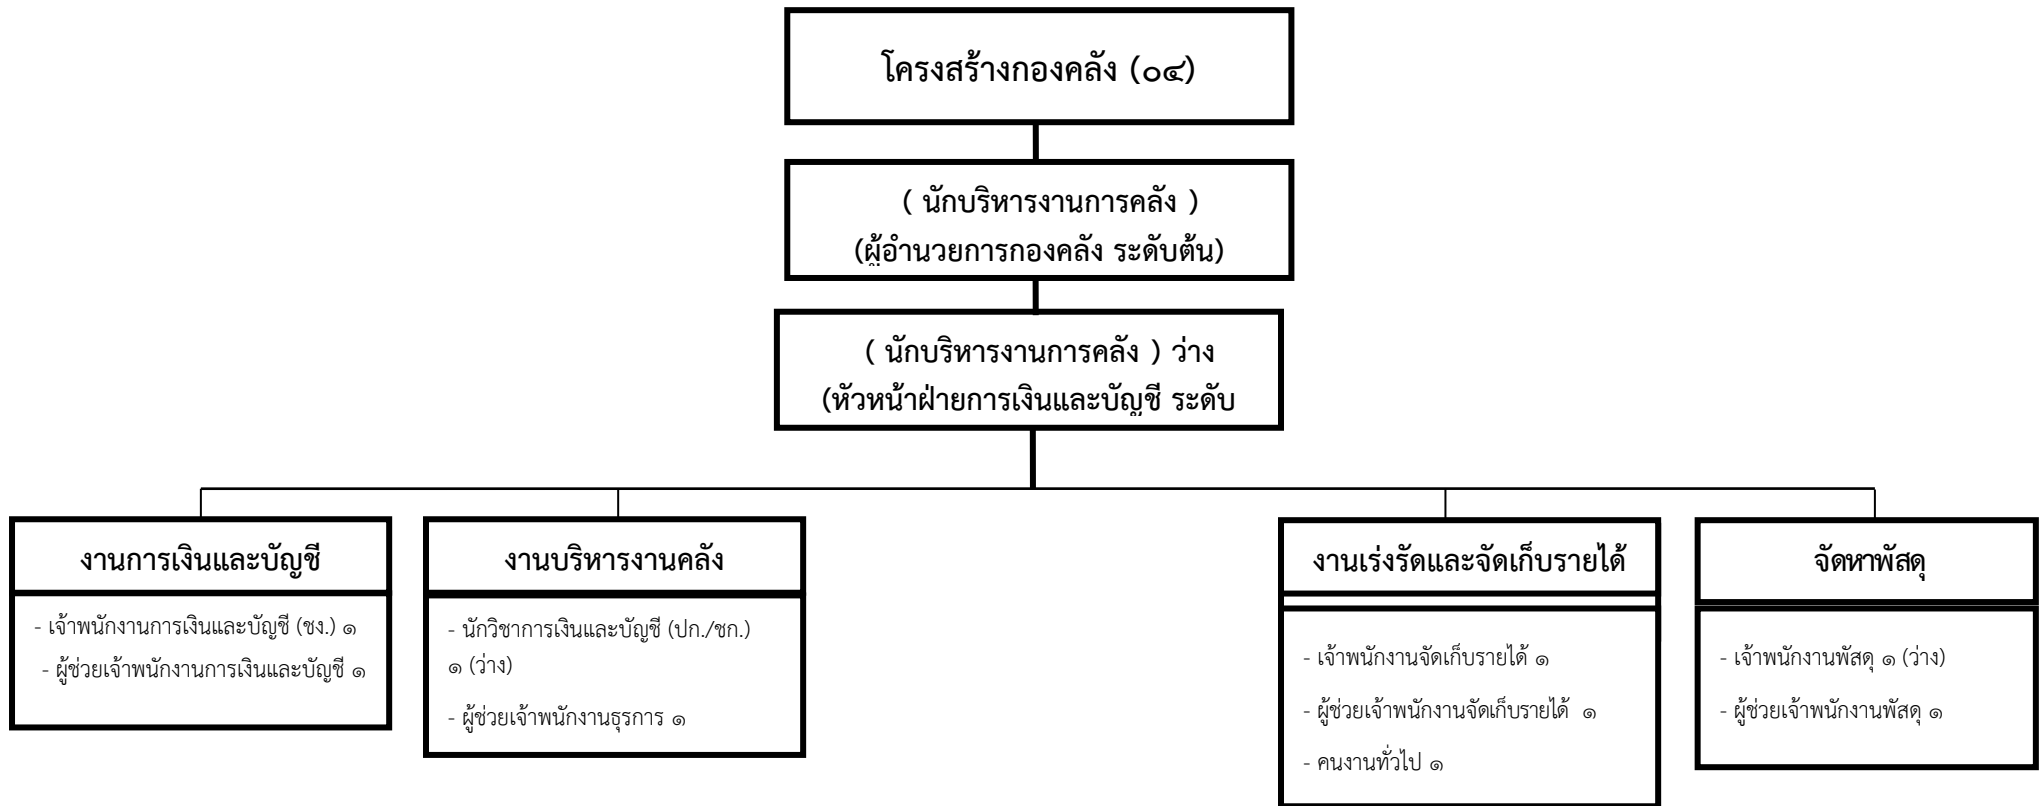 โครงสร้างกองคลัง (๐๔)
( นักบริหารงานการคลัง )
(ผู้อำนวยการกองคลัง ระดับต้น)
( นักบริหารงานการคลัง ) ว่าง
(หัวหน้าฝ่ายการเงินและบัญชี ระดับ
งานการเงินและบัญชี
- เจ้าพนักงานการเงินและบัญชี (ชง.) ๑
- ผู้ช่วยเจ้าพนักงานการเงินและบัญชี ๑
งานบริหารงานคลัง
- นักวิชาการเงินและบัญชี (ปก./ชก.)
๑ (ว่าง)
- ผู้ช่วยเจ้าพนักงานธุรการ ๑
งานเร่งรัดและจัดเก็บรายได้
- เจ้าพนักงานจัดเก็บรายได้ ๑
- ผู้ช่วยเจ้าพนักงานจัดเก็บรายได้ ๑
- คนงานทั่วไป ๑
จัดหาพัสดุ
- เจ้าพนักงานพัสดุ ๑ (ว่าง)
- ผู้ช่วยเจ้าพนักงานพัสดุ ๑